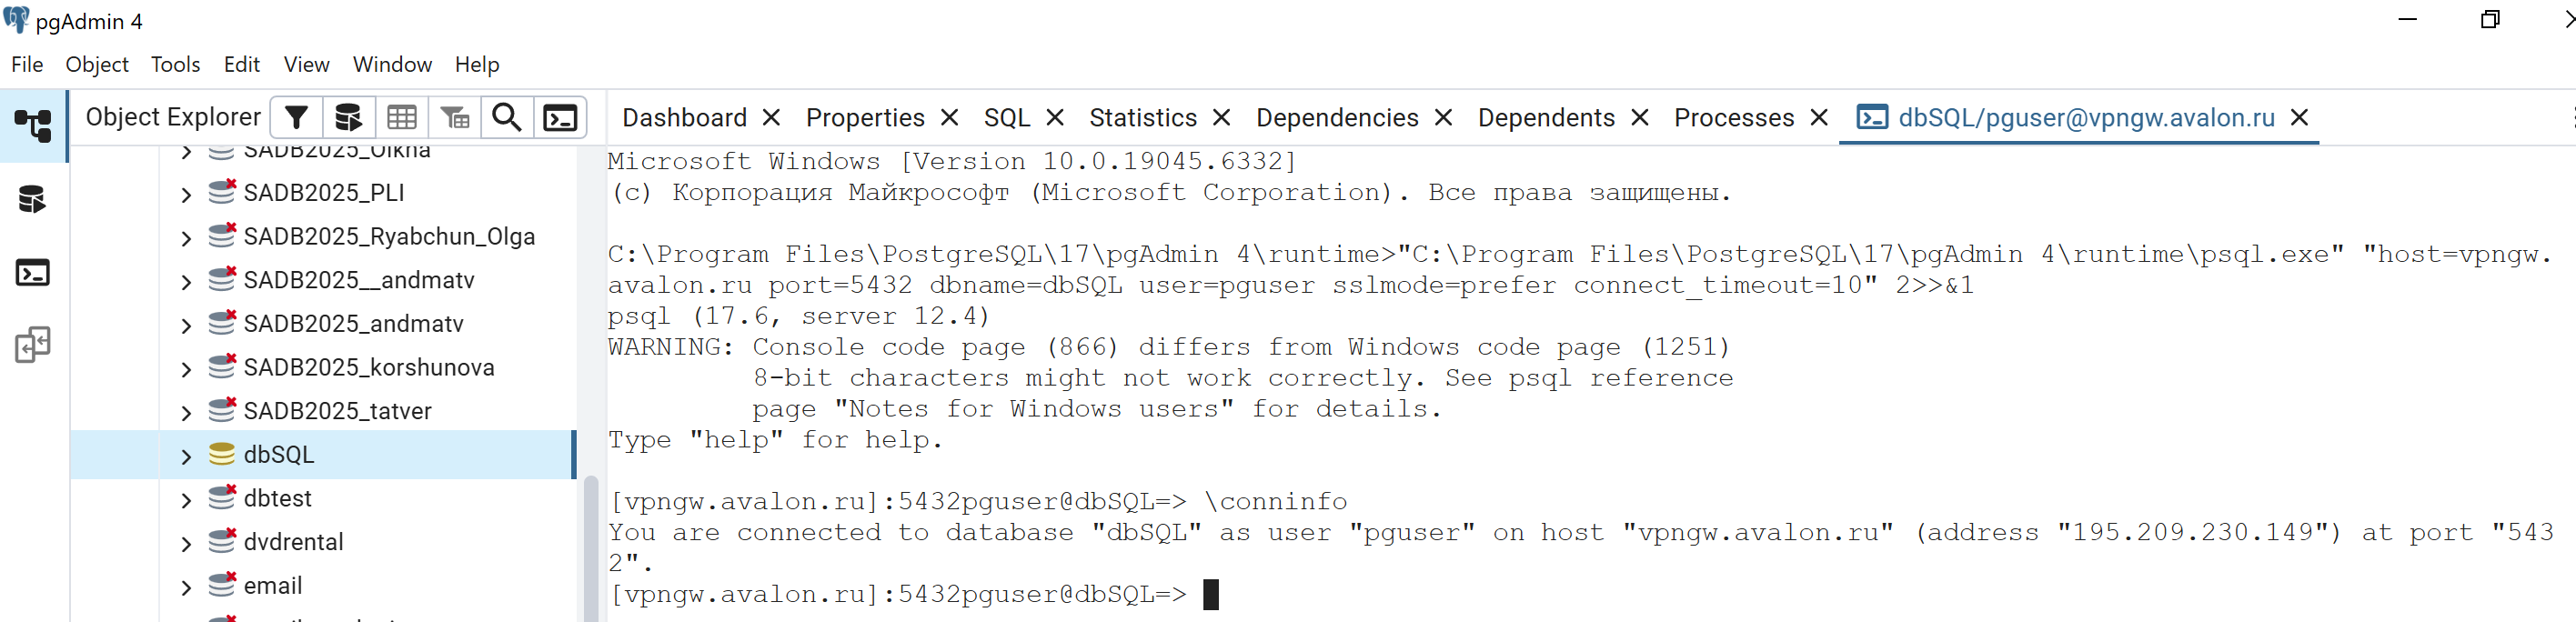 pgAdmin 4
File Object Tools Edit View Window Help
Object Explorer
Dashboard Properties SQL Statistics Dependencies Dependents Processes dbSQL/pguser@vpngw.avalon.ru
SADB2025_PLI
SADB2025_Ryabchun_Olga
SADB2025__andmatv
SADB2025_andmatv
SADB2025_korshunova
SADB2025_tatver
dbSQL
dbtest
dvdrental
email
Microsoft Windows [Version 10.0.19045.6332]
(c) Корпорация Майкрософт (Microsoft Corporation). Все права защищены.
C:\Program Files\PostgreSQL\17\pgAdmin 4\runtime>"C:\Program Files\PostgreSQL\17\pgAdmin 4\runtime\psql.exe" "host=vpngw.
avalon.ru port=5432 dbname=dbSQL user=pguser sslmode=prefer connect_timeout=10" 2>>&1
psql (17.6, server 12.4)
WARNING: Console code page (866) differs from Windows code page (1251)
8-bit characters might not work correctly. See psql reference
page "Notes for Windows users" for details.
Type "help" for help.
[vpngw.avalon.ru]:5432pguser@dbSQL=> \conninfo
You are connected to database "dbSQL" as user "pguser" on host "vpngw.avalon.ru" (address "195.209.230.149") at port "543
2".
[vpngw.avalon.ru]:5432pguser@dbSQL=>